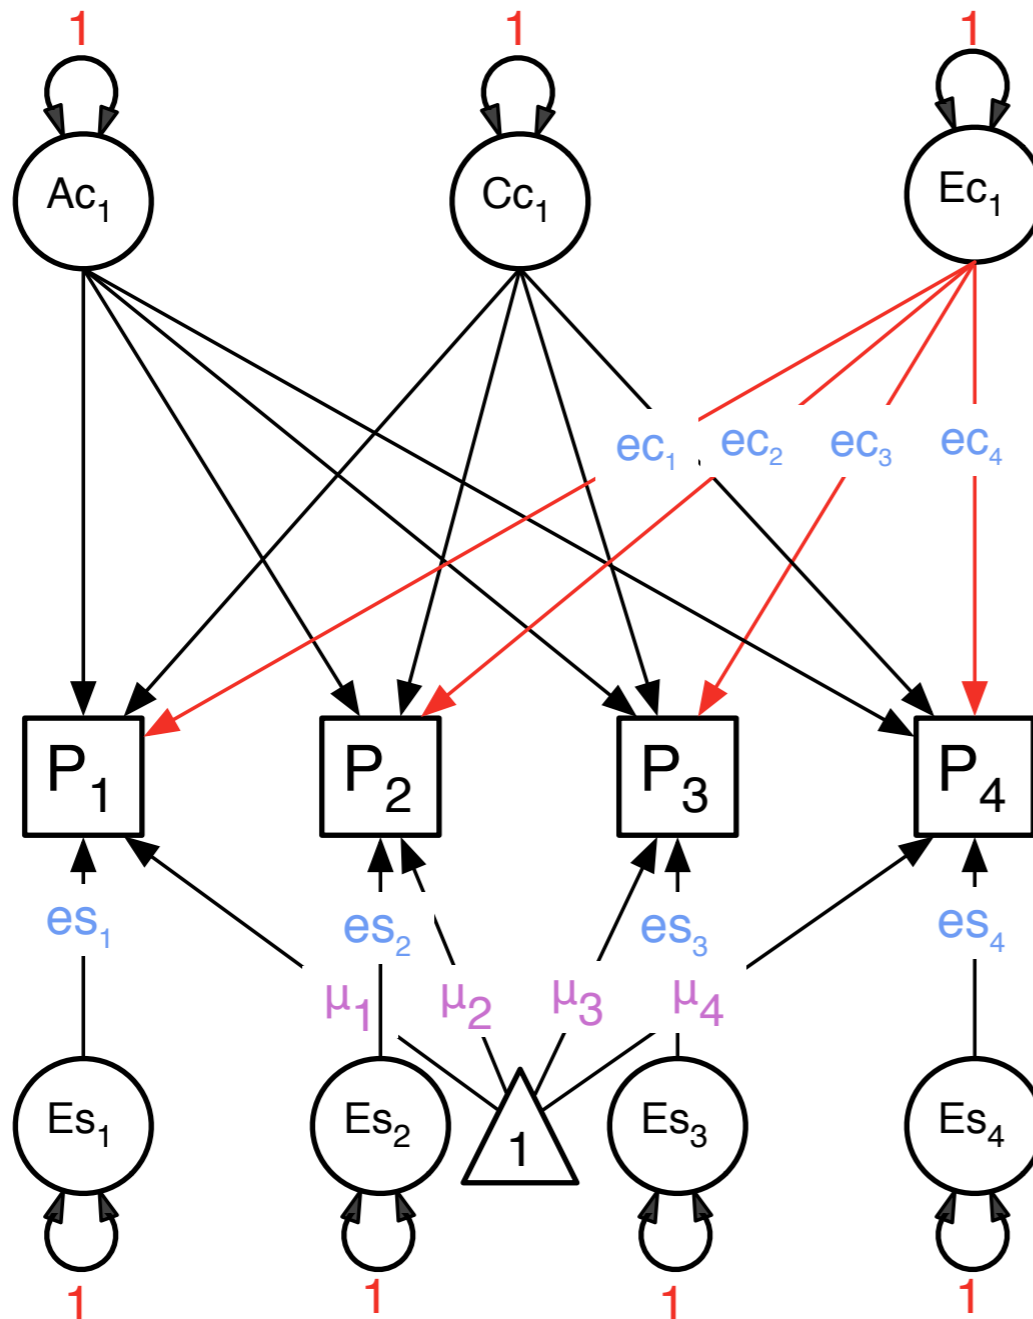 1 1 1
Ac₁ Cc₁ Ec₁
ec₁ ec₂ ec₃ ec₄
P₁ P₂ P₃ P₄
es₁ es₂ es₃ es₄
μ₁ μ₂ μ₃ μ₄
Es₁ Es₂ 1 Es₃ Es₄
1 1 1 1